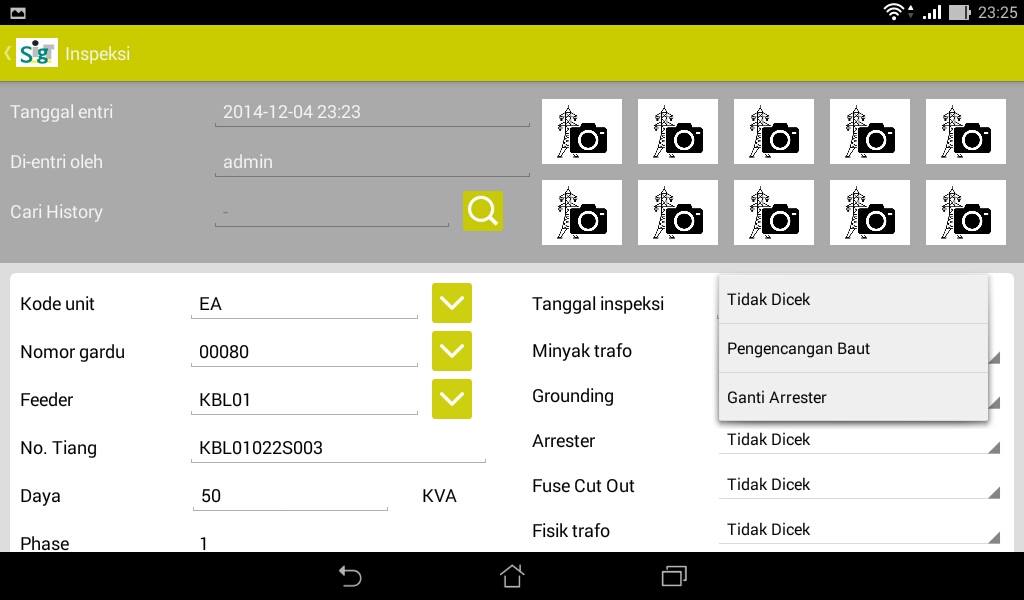 23:25
SigIT Inspeksi
Tanggal entri 2014-12-04 23:23
Di-entri oleh admin
Cari History -
Kode unit EA
Nomor gardu 00080
Feeder KBL01
No. Tiang KBL01022S003
Daya 50 KVA
Phase 1
Tanggal inspeksi
Minyak trafo
Grounding
Tidak Dicek
Pengencangan Baut
Ganti Arrester
Arrester Tidak Dicek
Fuse Cut Out Tidak Dicek
Fisik trafo Tidak Dicek